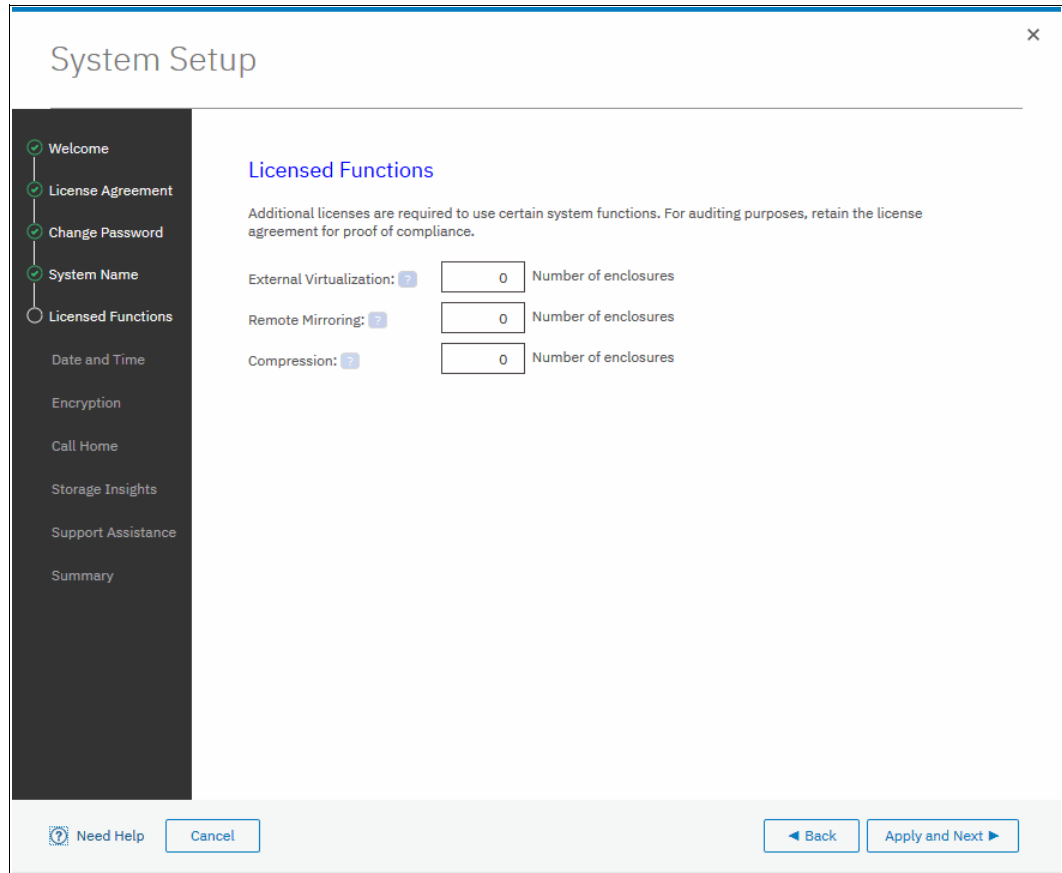 System Setup
×
Welcome
License Agreement
Change Password
System Name
Licensed Functions
Date and Time
Encryption
Call Home
Storage Insights
Support Assistance
Summary
Licensed Functions
Additional licenses are required to use certain system functions. For auditing purposes, retain the license
agreement for proof of compliance.
External Virtualization: ? 0 Number of enclosures
Remote Mirroring: ? 0 Number of enclosures
Compression: ? 0 Number of enclosures
? Need Help Cancel ◀ Back Apply and Next ▶